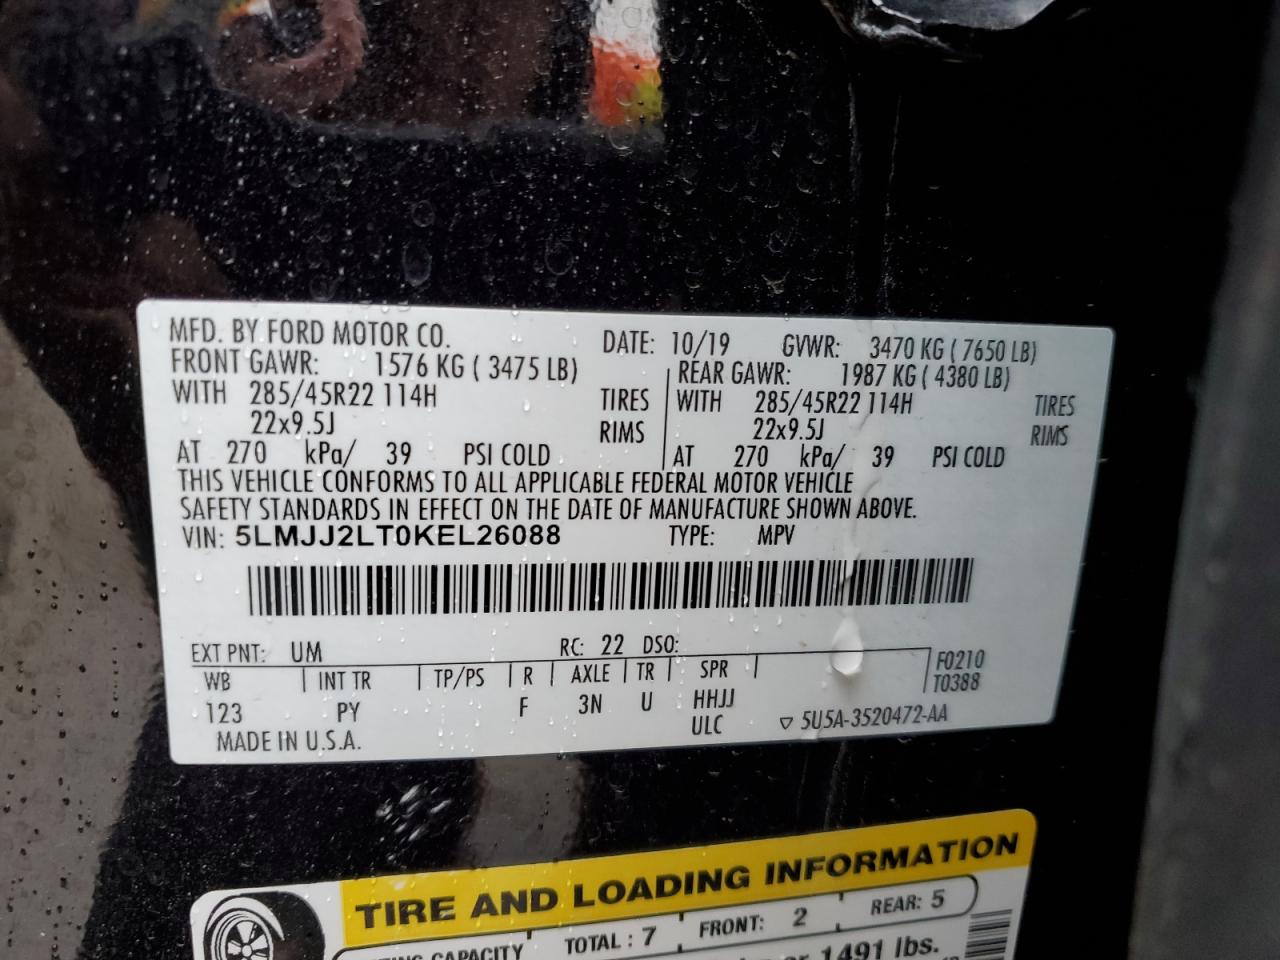 MFD. BY FORD MOTOR CO. DATE: 10/19 GVWR: 3470 KG ( 7650 LB)
FRONT GAWR: 1576 KG ( 3475 LB) REAR GAWR: 1987 KG ( 4380 LB)
WITH 285/45R22 114H TIRES WITH 285/45R22 114H TIRES
22x9.5J RIMS 22x9.5J RIMS
AT 270 kPa/ 39 PSI COLD AT 270 kPa/ 39 PSI COLD
THIS VEHICLE CONFORMS TO ALL APPLICABLE FEDERAL MOTOR VEHICLE
SAFETY STANDARDS IN EFFECT ON THE DATE OF MANUFACTURE SHOWN ABOVE.
VIN: 5LMJJ2LT0KEL26088 TYPE: MPV
EXT PNT: UM RC: 22 DSO:
WB INT TR TP/PS R AXLE TR SPR F0210
T0388
123 PY F 3N U HHJJ
ULC ▽ 5U5A-3520472-AA
MADE IN U.S.A.
TIRE AND LOADING INFORMATION
CAPACITY TOTAL : 7 FRONT: 2 REAR: 5
or 1491 lbs.